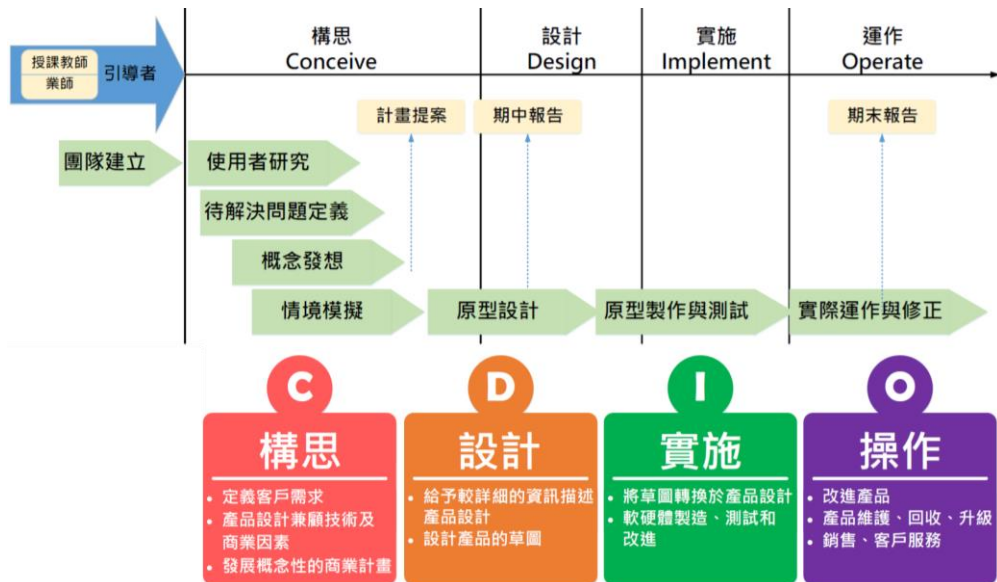 構思
Conceive
設計
Design
實施
Implement
運作
Operate
授課教師
業師
引導者
計畫提案
期中報告
期末報告
團隊建立
使用者研究
待解決問題定義
概念發想
情境模擬
原型設計
原型製作與測試
實際運作與修正
C
構思
• 定義客戶需求
• 產品設計兼顧技術及
商業因素
• 發展概念性的商業計畫
D
設計
• 給予較詳細的資訊描述
產品設計
• 設計產品的草圖
I
實施
• 將草圖轉換於產品設計
• 軟硬體製造、測試和
改進
O
操作
• 改進產品
• 產品維護、回收、升級
• 銷售、客戶服務